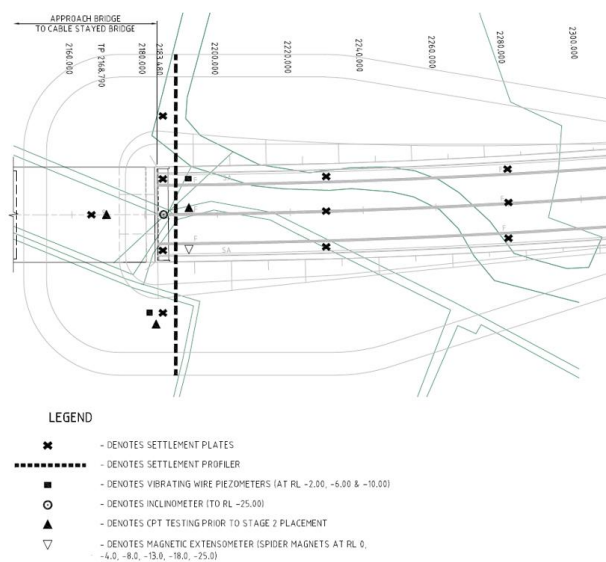 APPROACH BRIDGE
TO CABLE STAYED BRIDGE
2160.000
TP 2168.790
2180.000
2183.480
2200.000
2220.000
2240.000
2260.000
2280.000
2300.000
F
F
F
F
SA
LEGEND
- DENOTES SETTLEMENT PLATES
- DENOTES SETTLEMENT PROFILER
- DENOTES VIBRATING WIRE PIEZOMETERS (AT RL -2.00, -6.00 & -10.00)
- DENOTES INCLINOMETER (TO RL -25.00)
- DENOTES CPT TESTING PRIOR TO STAGE 2 PLACEMENT
- DENOTES MAGNETIC EXTENSOMETER (SPIDER MAGNETS AT RL 0,
-4.0, -8.0, -13.0, -18.0, -25.0)